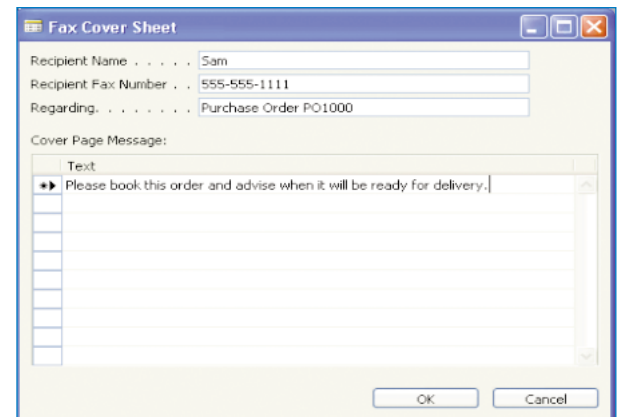 Fax Cover Sheet
Recipient Name . . . . . Sam
Recipient Fax Number . . 555-555-1111
Regarding. . . . . . . . Purchase Order PO1000
Cover Page Message:
Text
Please book this order and advise when it will be ready for delivery.
OK Cancel